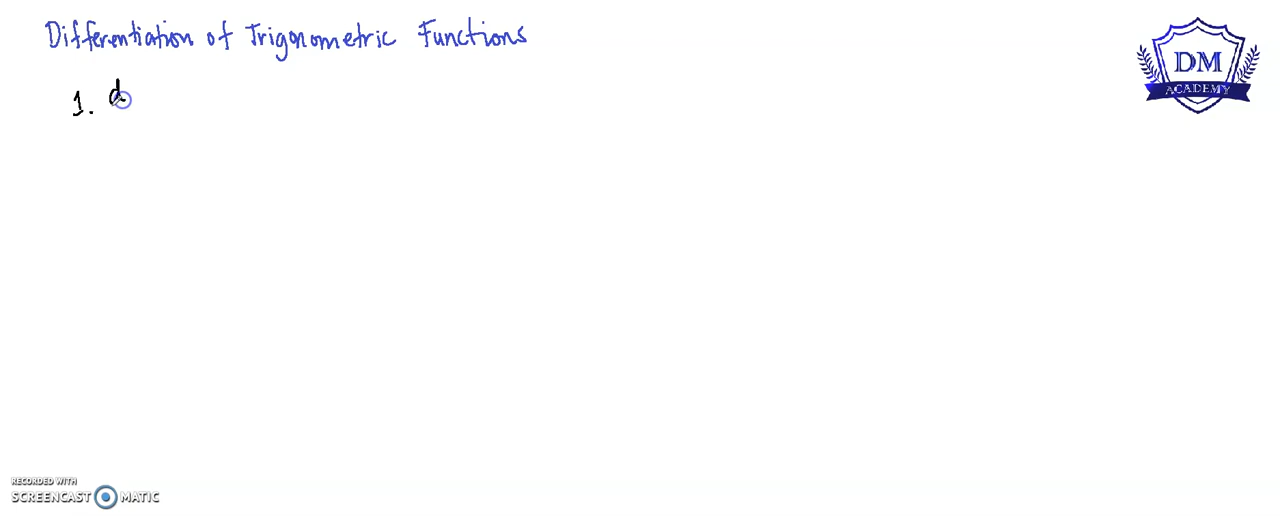 Differentiation of Trigonometric Functions
DM
ACADEMY
1. d
RECORDED WITH
SCREENCAST MATIC